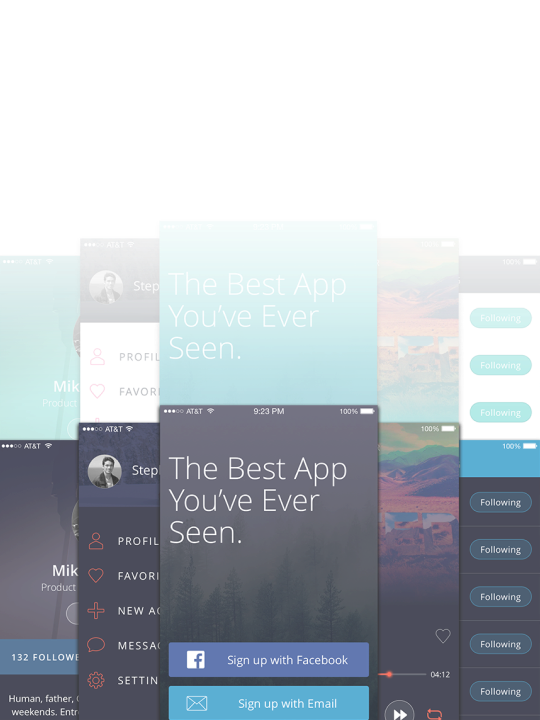 AT&T
100%
AT&T
100%
The Best App
You've Ever
Seen.
Following
Following
Following
PROFIL
FAVORI
Mik
Product
9:23 PM
AT&T
100%
AT&T
100%
AT&T
100%
The Best App
You've Ever
Seen.
Step
Following
PROFIL
FAVORI
NEW AC
MESSA
SETTIN
Following
Mik
Product
Following
Following
132 FOLLOWE
Sign up with Facebook
04:12
Following
Human, father,
weekends. Entr
Sign up with Email